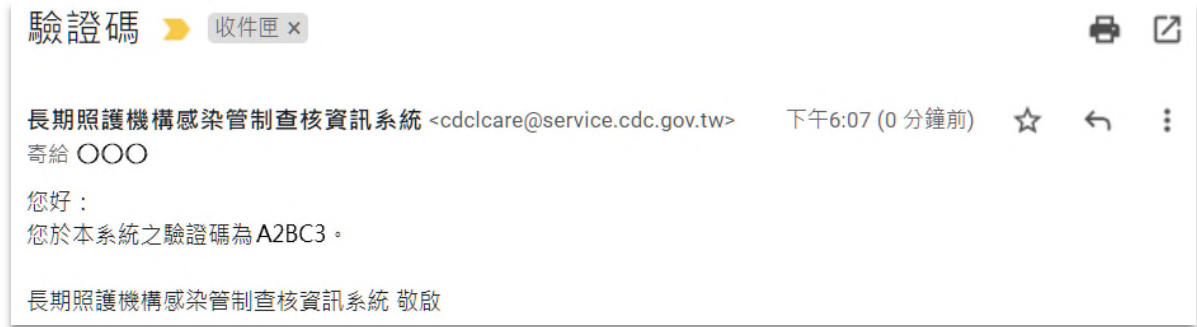 驗證碼 收件匣 ×
長期照護機構感染管制查核資訊系統 <cdclcare@service.cdc.gov.tw> 下午6:07 (0 分鐘前)
寄給 〇〇〇
您好：
您於本系統之驗證碼為A2BC3。
長期照護機構感染管制查核資訊系統 敬啟